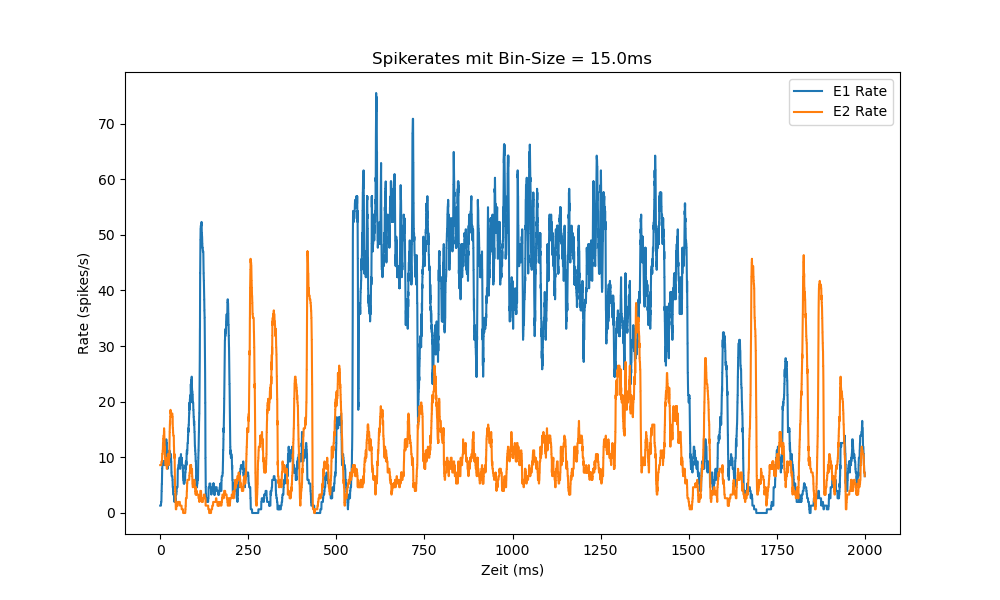 Spikerates mit Bin-Size = 15.0ms
E1 Rate
E2 Rate
Rate (spikes/s)
70
60
50
40
30
20
10
0
0 250 500 750 1000 1250 1500 1750 2000
Zeit (ms)